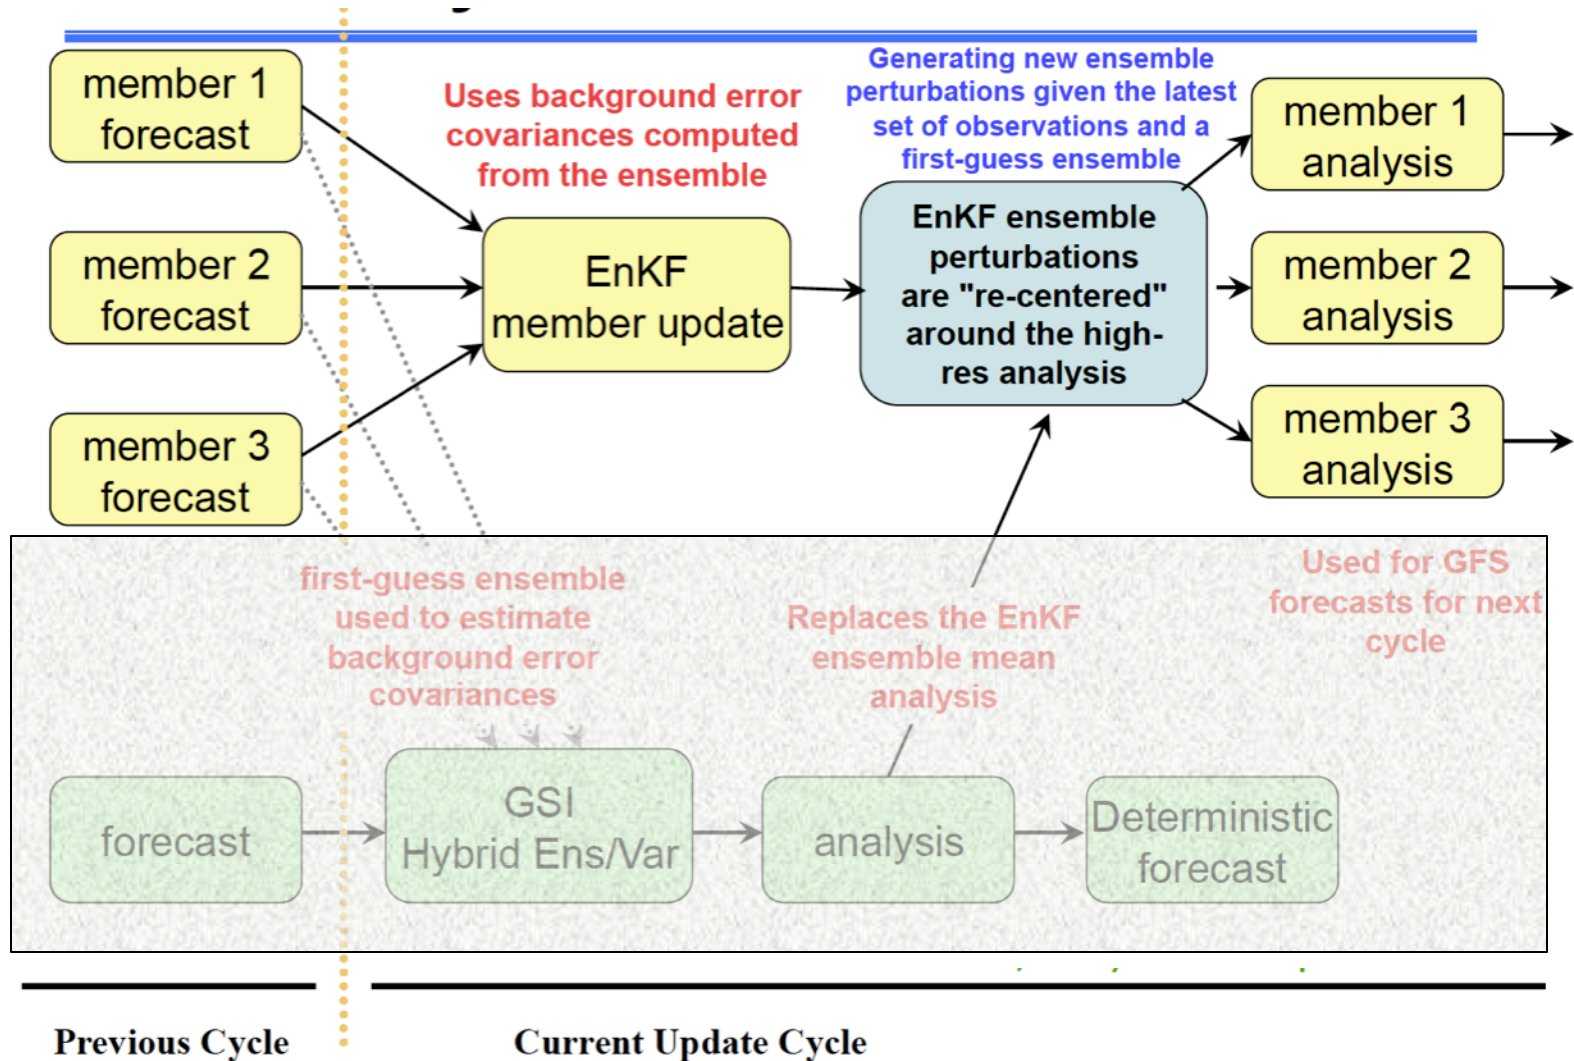 member 1
forecast
Uses background error
covariances computed
from the ensemble
Generating new ensemble
perturbations given the latest
set of observations and a
first-guess ensemble
member 1
analysis
member 2
forecast
EnKF
member update
EnKF ensemble
perturbations
are "re-centered"
around the high-
res analysis
member 2
analysis
member 3
forecast
member 3
analysis
first-guess ensemble
used to estimate
background error
covariances
Replaces the EnKF
ensemble mean
analysis
Used for GFS
forecasts for next
cycle
forecast
GSI
Hybrid Ens/Var
analysis
Deterministic
forecast
Previous Cycle
Current Update Cycle